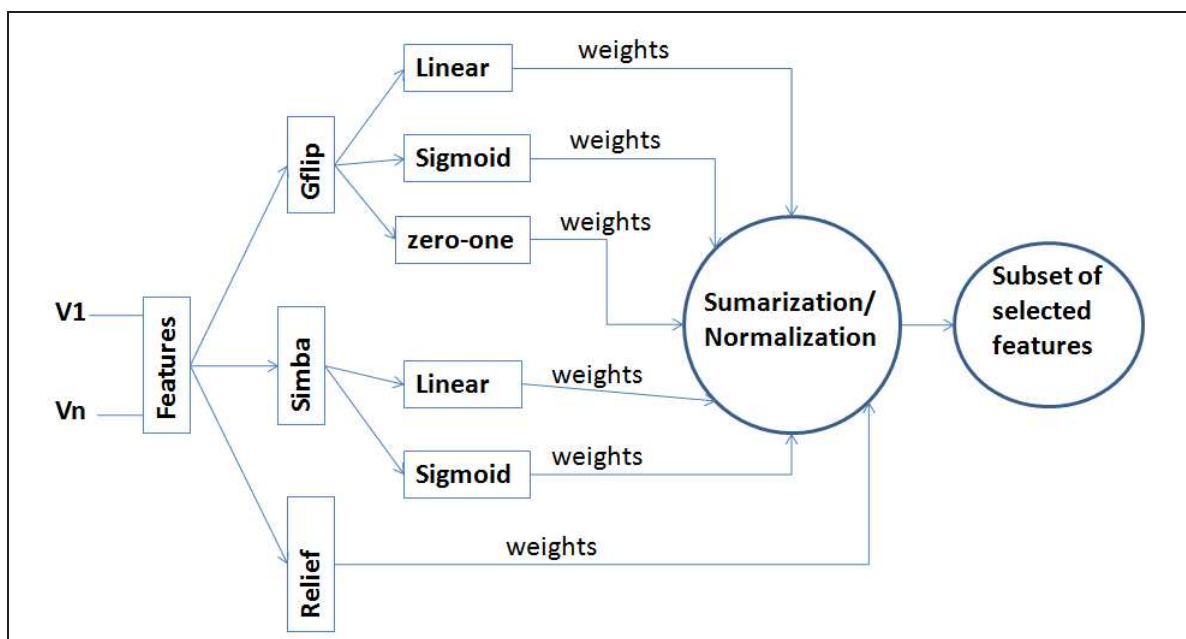 weights
Linear
weights
Gflip
Sigmoid
weights
zero-one
V1
Features
Vn
Sumarization/
Normalization
Subset of
selected
features
Simba
weights
Linear
weights
Sigmoid
weights
Relief